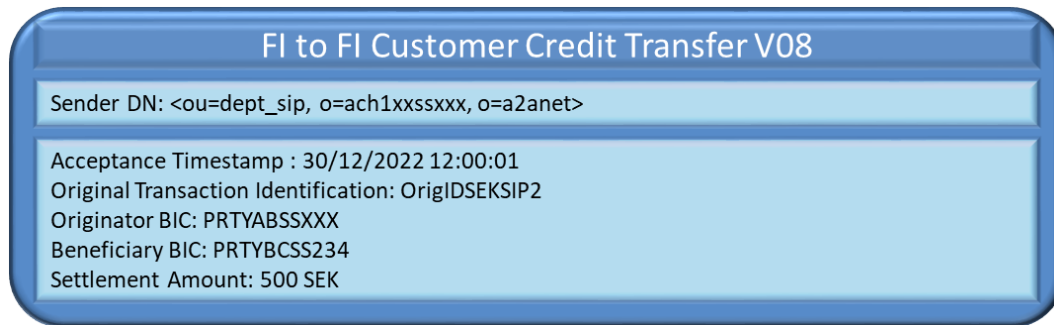 FI to FI Customer Credit Transfer V08
Sender DN: <ou=dept_sip, o=ach1xxssxxx, o=a2anet>
Acceptance Timestamp : 30/12/2022 12:00:01
Original Transaction Identification: OrigIDSEKSIP2
Originator BIC: PRTYABSSXXX
Beneficiary BIC: PRTYBCSS234
Settlement Amount: 500 SEK